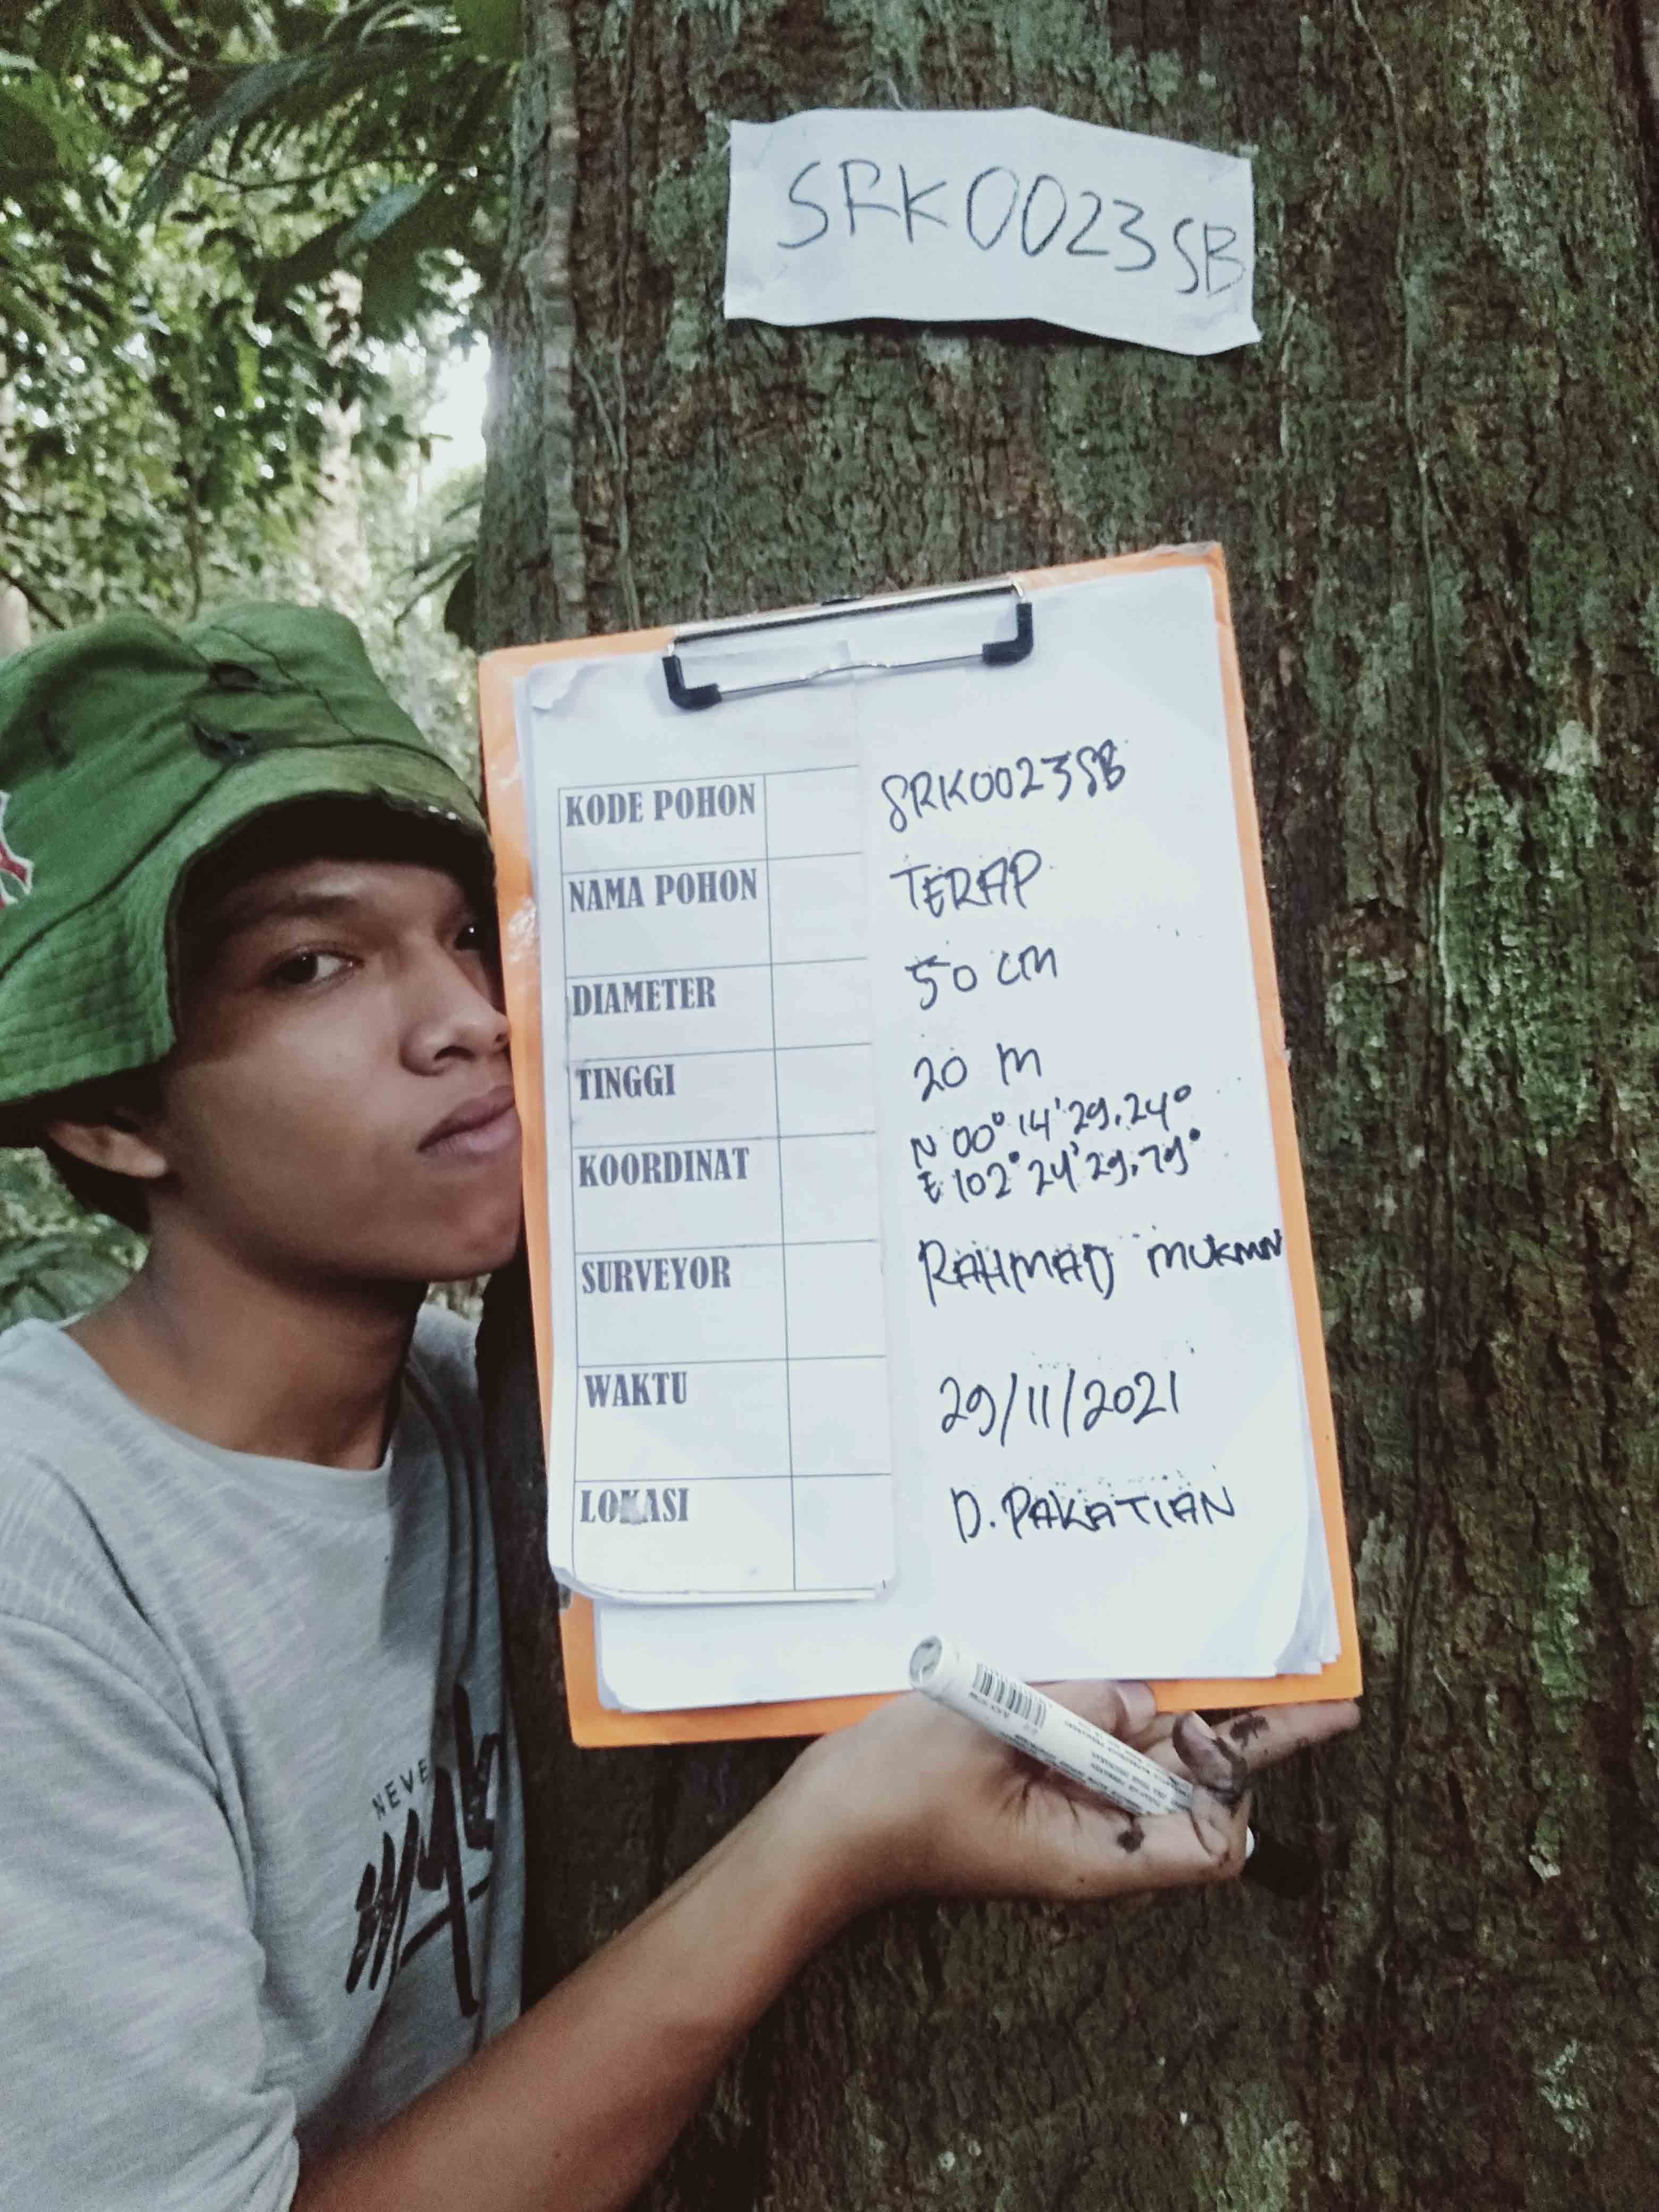 SRK0023SB
KODE POHON SRK0023SB
NAMA POHON TERAP
DIAMETER 50 cm
TINGGI 20 m
KOORDINAT N 00° 14' 29.24°
E 102° 24' 29.79°
SURVEYOR RAHMAD MUKMIN
WAKTU 29/11/2021
LOKASI D. PAKATIAN
NEVE